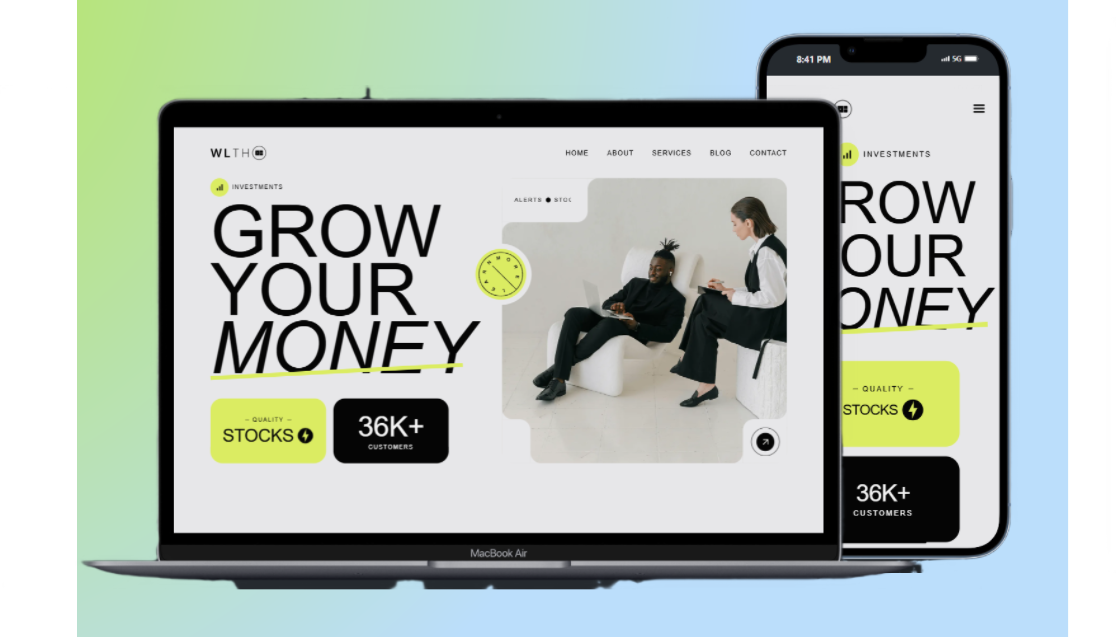 WLTH
HOME ABOUT SERVICES BLOG CONTACT
INVESTMENTS
GROW
YOUR
MONEY
– QUALITY –
STOCKS
36K+
CUSTOMERS
ALERTS ● STOC
MacBook Air
8:41 PM
5G
INVESTMENTS
ROW
OUR
ONEY
– QUALITY –
STOCKS
36K+
CUSTOMERS